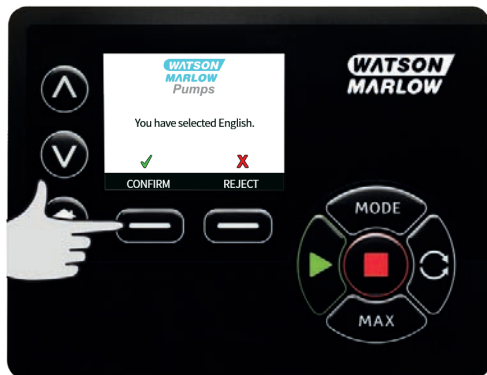 WATSON
MARLOW
Pumps
You have selected English.
CONFIRM
REJECT
WATSON
MARLOW
MODE
MAX